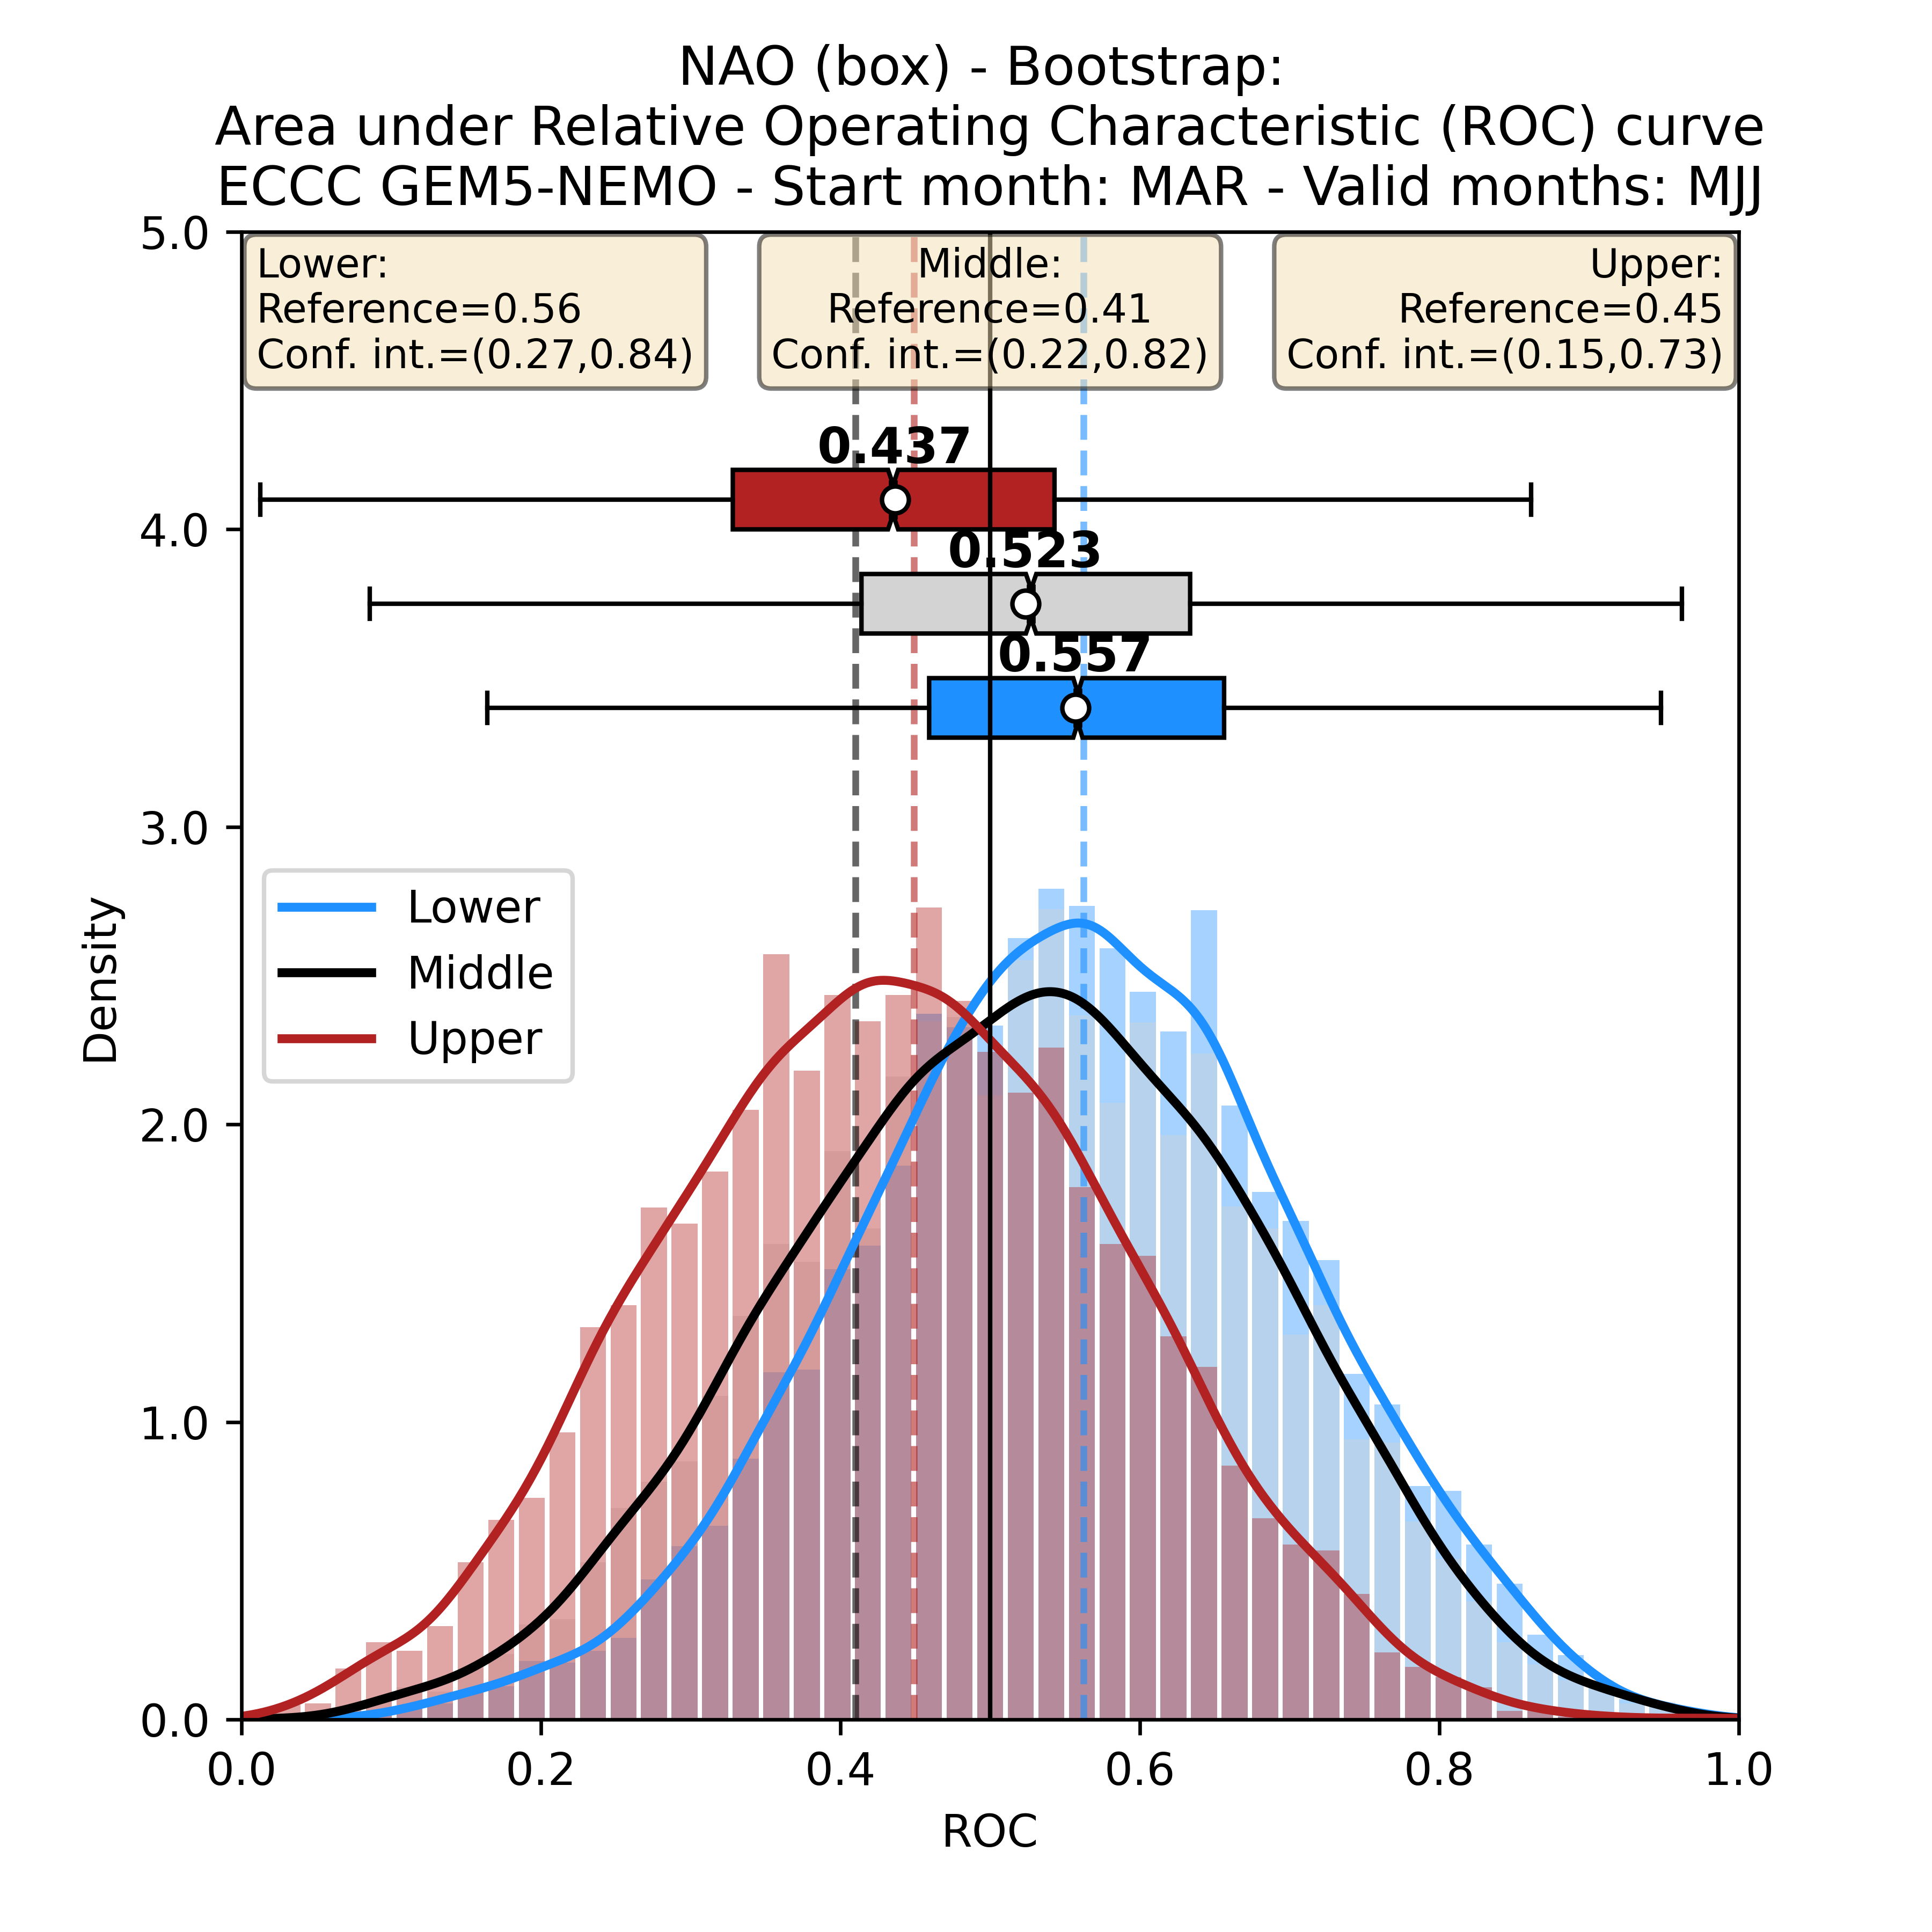 NAO (box) - Bootstrap:
Area under Relative Operating Characteristic (ROC) curve
ECCC GEM5-NEMO - Start month: MAR - Valid months: MJJ
Lower:
Reference=0.56
Conf. int.=(0.27,0.84)
Middle:
Reference=0.41
Conf. int.=(0.22,0.82)
Upper:
Reference=0.45
Conf. int.=(0.15,0.73)
0.437
0.523
0.557
5.0
4.0
3.0
2.0
1.0
0.0
Density
Lower
Middle
Upper
0.0
0.2
0.4
0.6
0.8
1.0
ROC